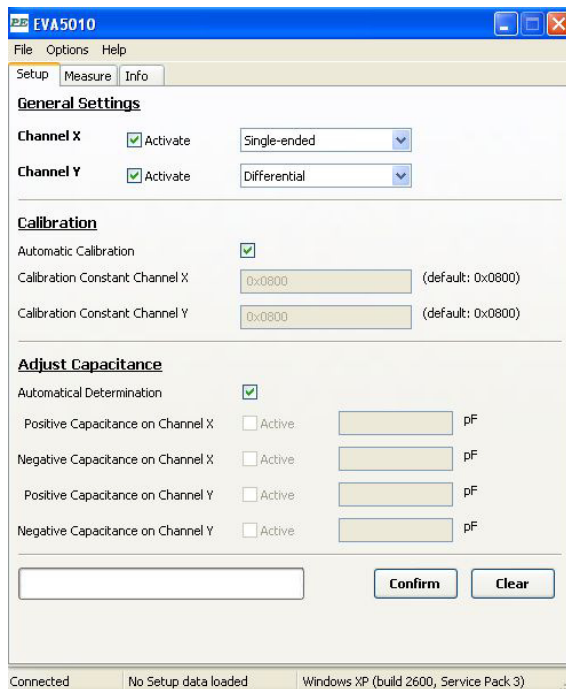 PE EVA5010
File Options Help
Setup Measure Info
General Settings
Channel X Activate Single-ended
Channel Y Activate Differential
Calibration
Automatic Calibration
Calibration Constant Channel X 0x0800 (default: 0x0800)
Calibration Constant Channel Y 0x0800 (default: 0x0800)
Adjust Capacitance
Automatical Determination
Positive Capacitance on Channel X Active pF
Negative Capacitance on Channel X Active pF
Positive Capacitance on Channel Y Active pF
Negative Capacitance on Channel Y Active pF
Confirm Clear
Connected No Setup data loaded Windows XP (build 2600, Service Pack 3)